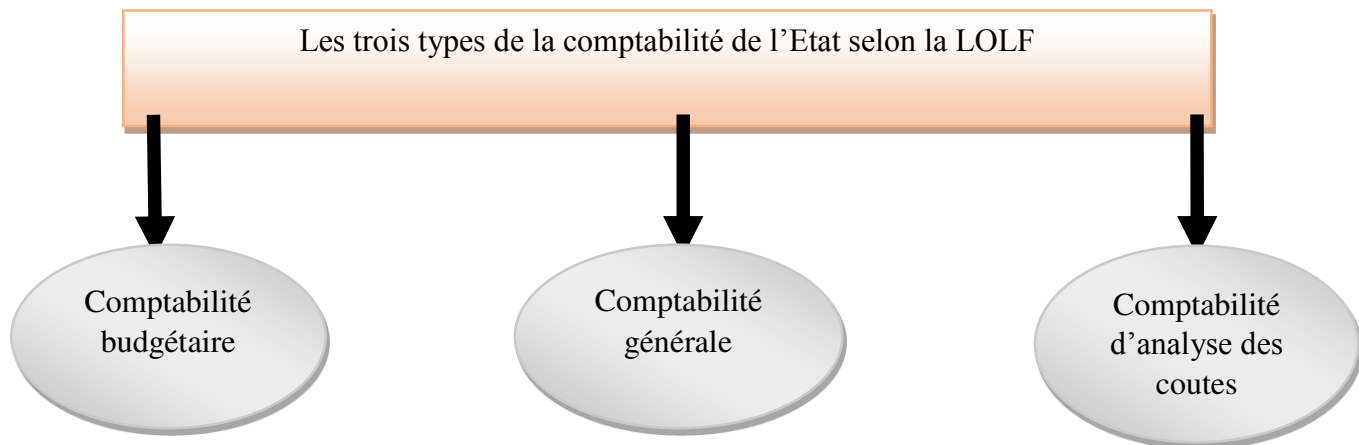 Les trois types de la comptabilité de l’Etat selon la LOLF
Comptabilité
budgétaire
Comptabilité
générale
Comptabilité
d’analyse des
coutes